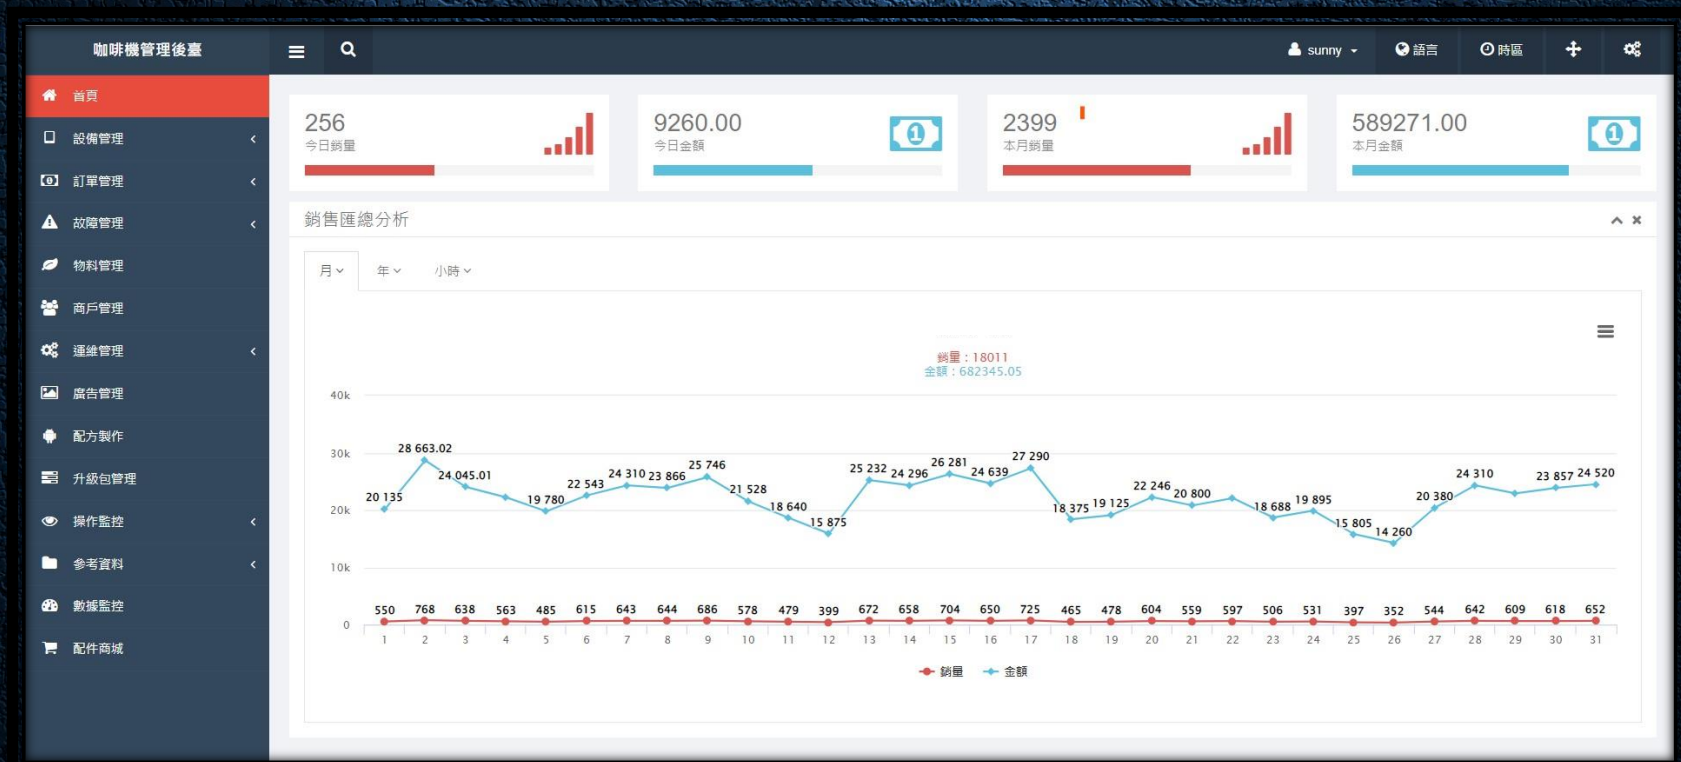 咖啡機管理後臺
sunny
語言
時區
首頁
設備管理
訂單管理
故障管理
物料管理
商戶管理
運維管理
廣告管理
配方製作
升級包管理
操作監控
參考資料
數據監控
配件商城
256
今日銷量
9260.00
今日金額
2399
本月銷量
589271.00
本月金額
銷售匯總分析
月 年 小時
銷量：18011
金額：682345.05
40k
30k
20k
10k
0
20 135 28 663.02 24 045.01 19 780 22 543 24 310 23 866 25 746 21 528 18 640 15 875 25 232 24 296 26 281 24 639 27 290 18 375 19 125 22 246 20 800 18 688 19 895 15 805 14 260 20 380 24 310 23 857 24 520
550 768 638 563 485 615 643 644 686 578 479 399 672 658 704 650 725 465 478 604 559 597 506 531 397 352 544 642 609 618 652
1 2 3 4 5 6 7 8 9 10 11 12 13 14 15 16 17 18 19 20 21 22 23 24 25 26 27 28 29 30 31
銷量 金額